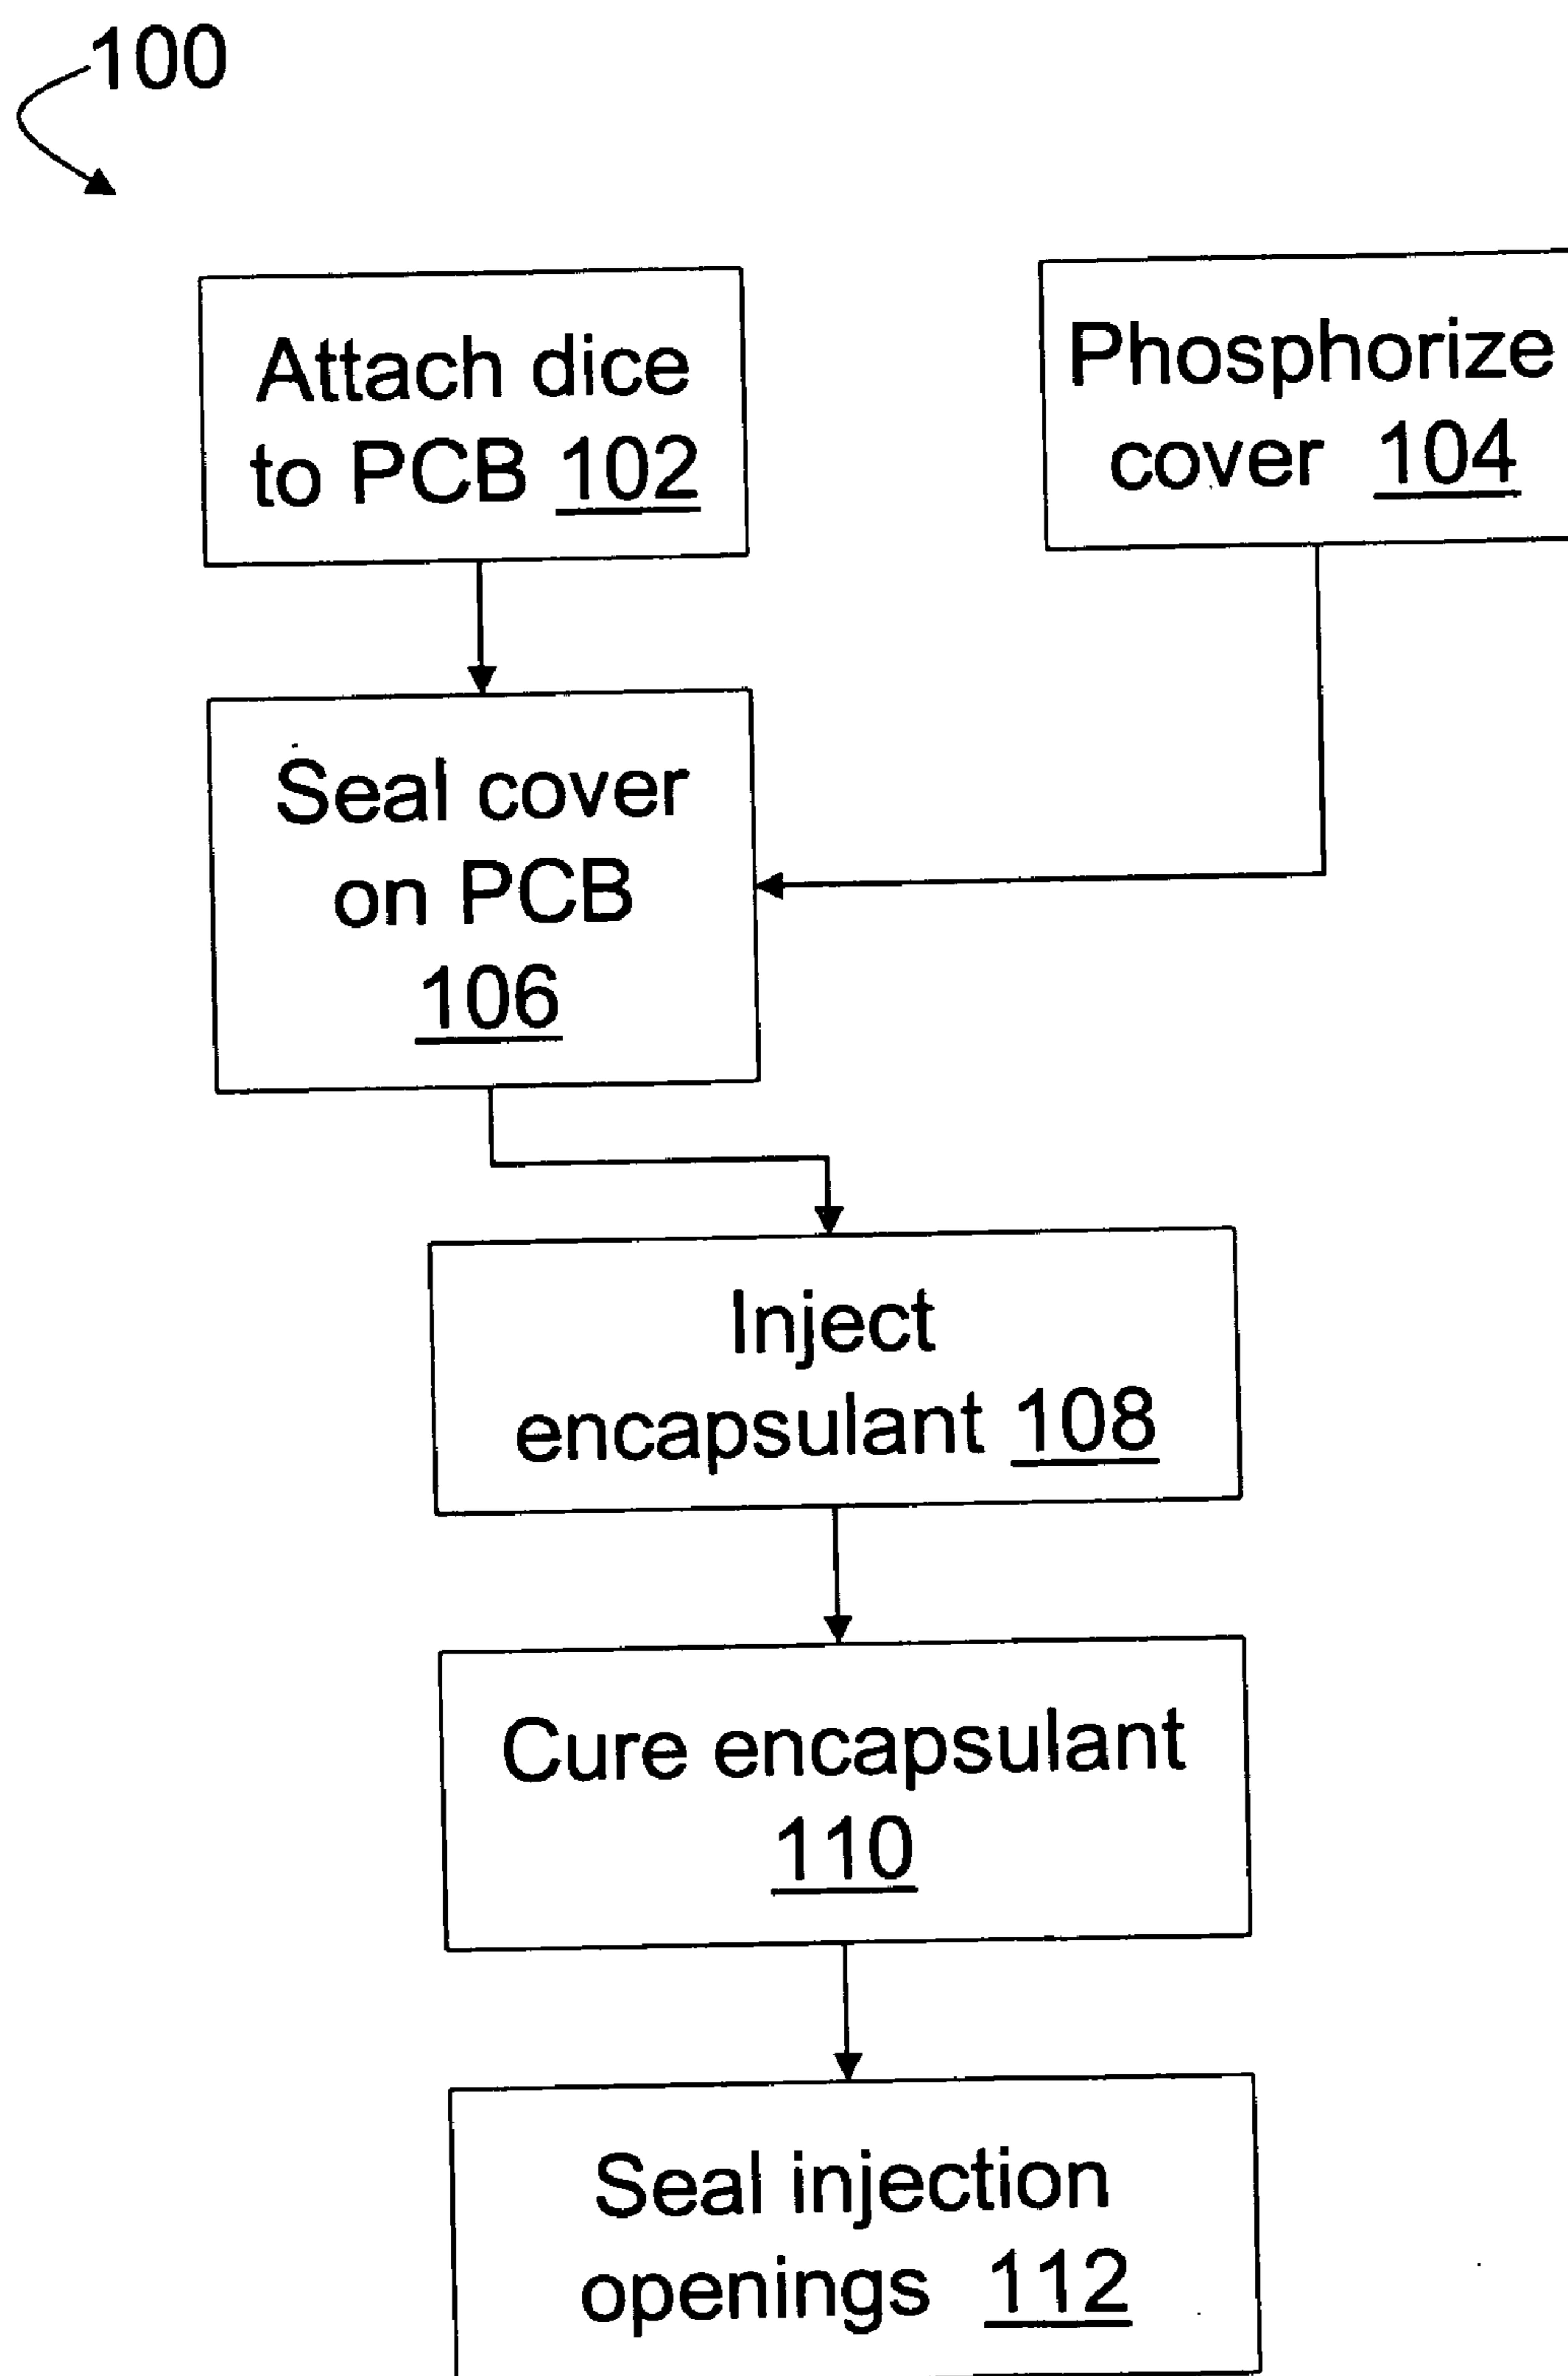 100
Attach dice
to PCB 102
Phosphorize
cover 104
Seal cover
on PCB
106
Inject
encapsulant 108
Cure encapsulant
110
Seal injection
openings 112